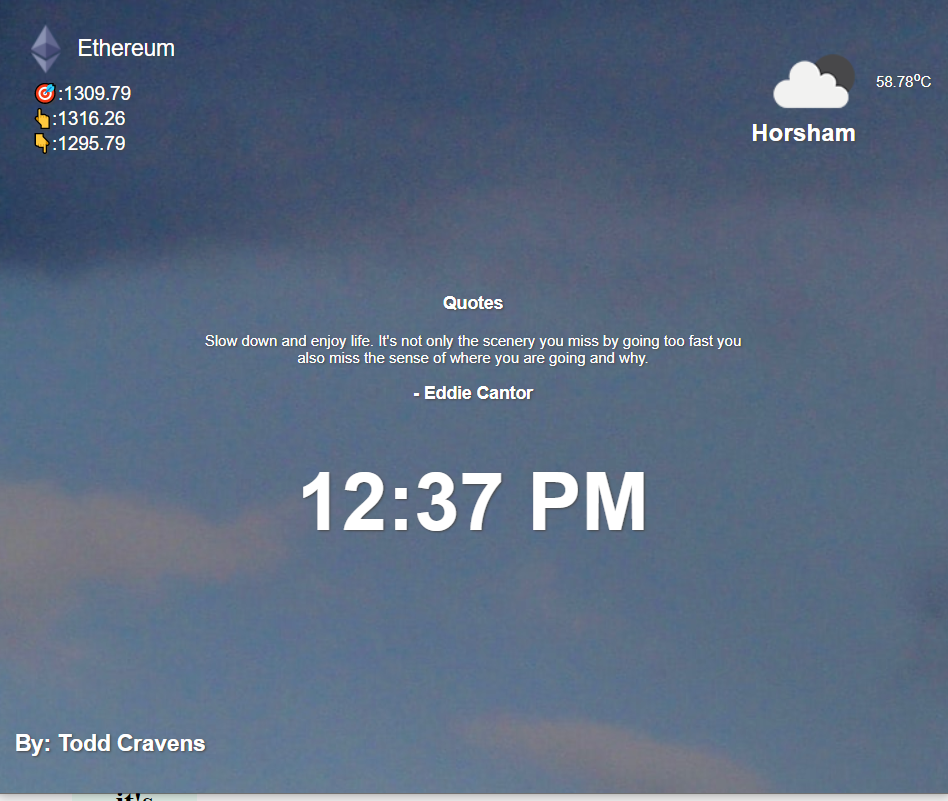 Ethereum
🎯:1309.79
👆:1316.26
👇:1295.79
58.78⁰C
Horsham
Quotes
Slow down and enjoy life. It's not only the scenery you miss by going too fast you
also miss the sense of where you are going and why.
- Eddie Cantor
12:37 PM
By: Todd Cravens
it's